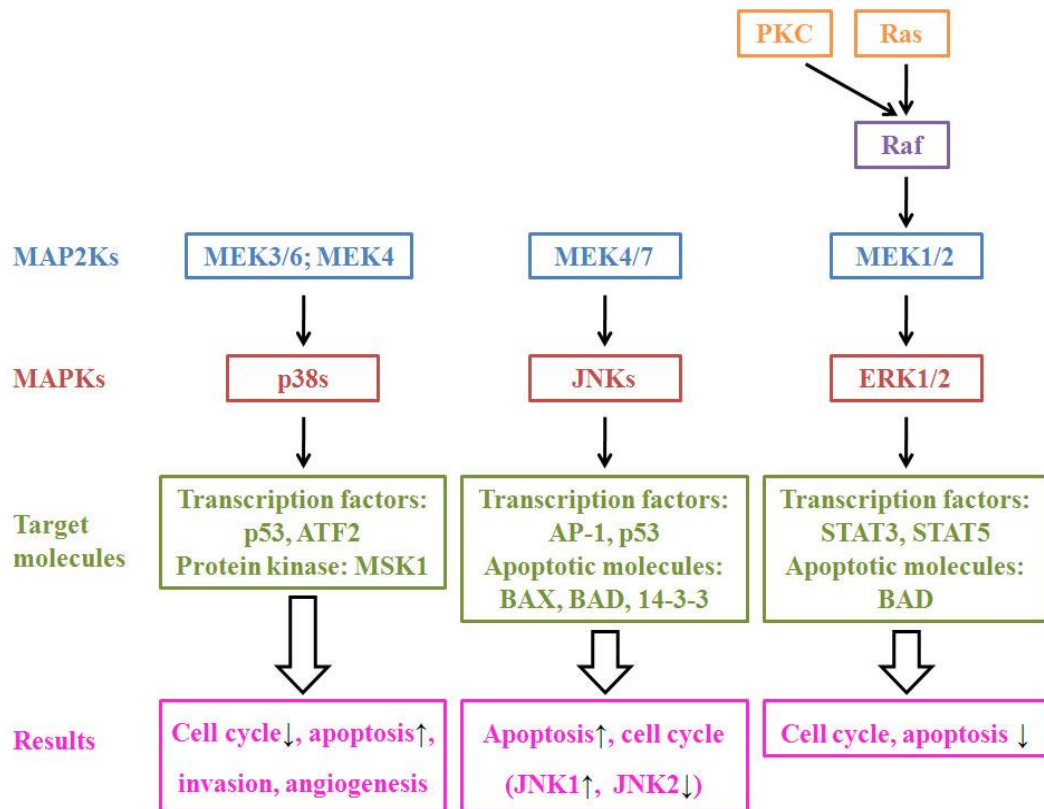 PKC
Ras
Raf
MAP2Ks
MEK3/6; MEK4
MEK4/7
MEK1/2
MAPKs
p38s
JNKs
ERK1/2
Target
molecules
Transcription factors:
p53, ATF2
Protein kinase: MSK1
Transcription factors:
AP-1, p53
Apoptotic molecules:
BAX, BAD, 14-3-3
Transcription factors:
STAT3, STAT5
Apoptotic molecules:
BAD
Results
Cell cycle↓, apoptosis↑,
invasion, angiogenesis
Apoptosis↑, cell cycle
(JNK1↑, JNK2↓)
Cell cycle, apoptosis ↓